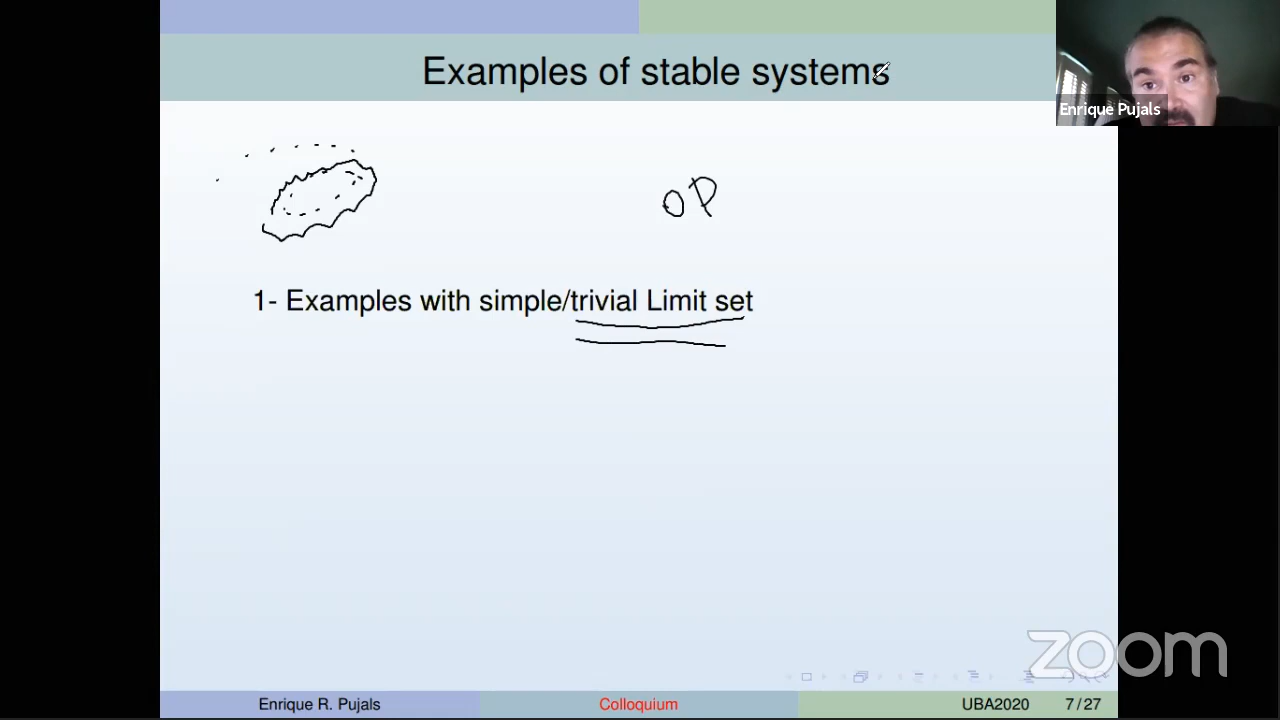 Examples of stable systems
Enrique Pujals
OP
1- Examples with simple/trivial Limit set
zoom
Enrique R. Pujals
Colloquium
UBA2020
7/27